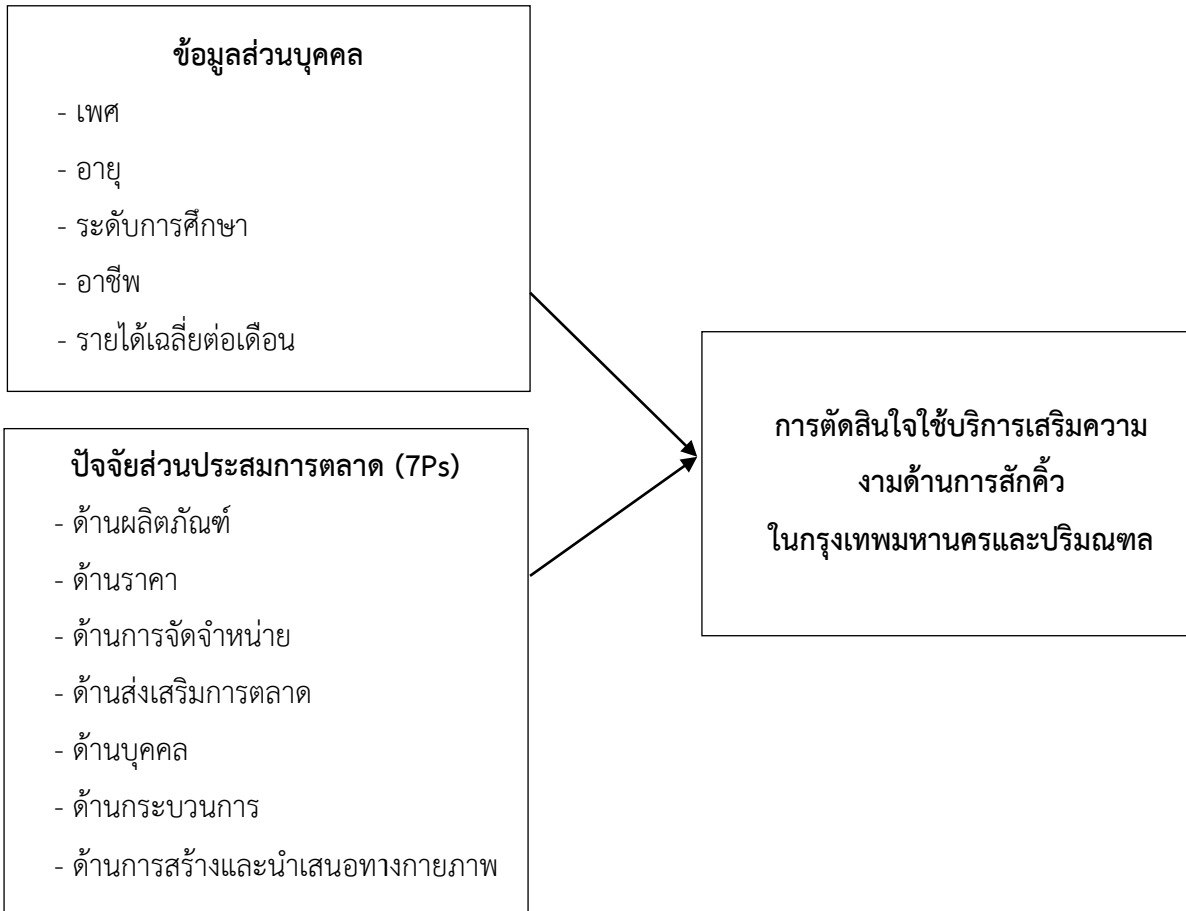 ข้อมูลส่วนบุคคล
- เพศ
- อายุ
- ระดับการศึกษา
- อาชีพ
- รายได้เฉลี่ยต่อเดือน
ปัจจัยส่วนประสมการตลาด (7Ps)
- ด้านผลิตภัณฑ์
- ด้านราคา
- ด้านการจัดจำหน่าย
- ด้านส่งเสริมการตลาด
- ด้านบุคคล
- ด้านกระบวนการ
- ด้านการสร้างและนำเสนอทางกายภาพ
การตัดสินใจใช้บริการเสริมความ
งามด้านการสักคิ้ว
ในกรุงเทพมหานครและปริมณฑล